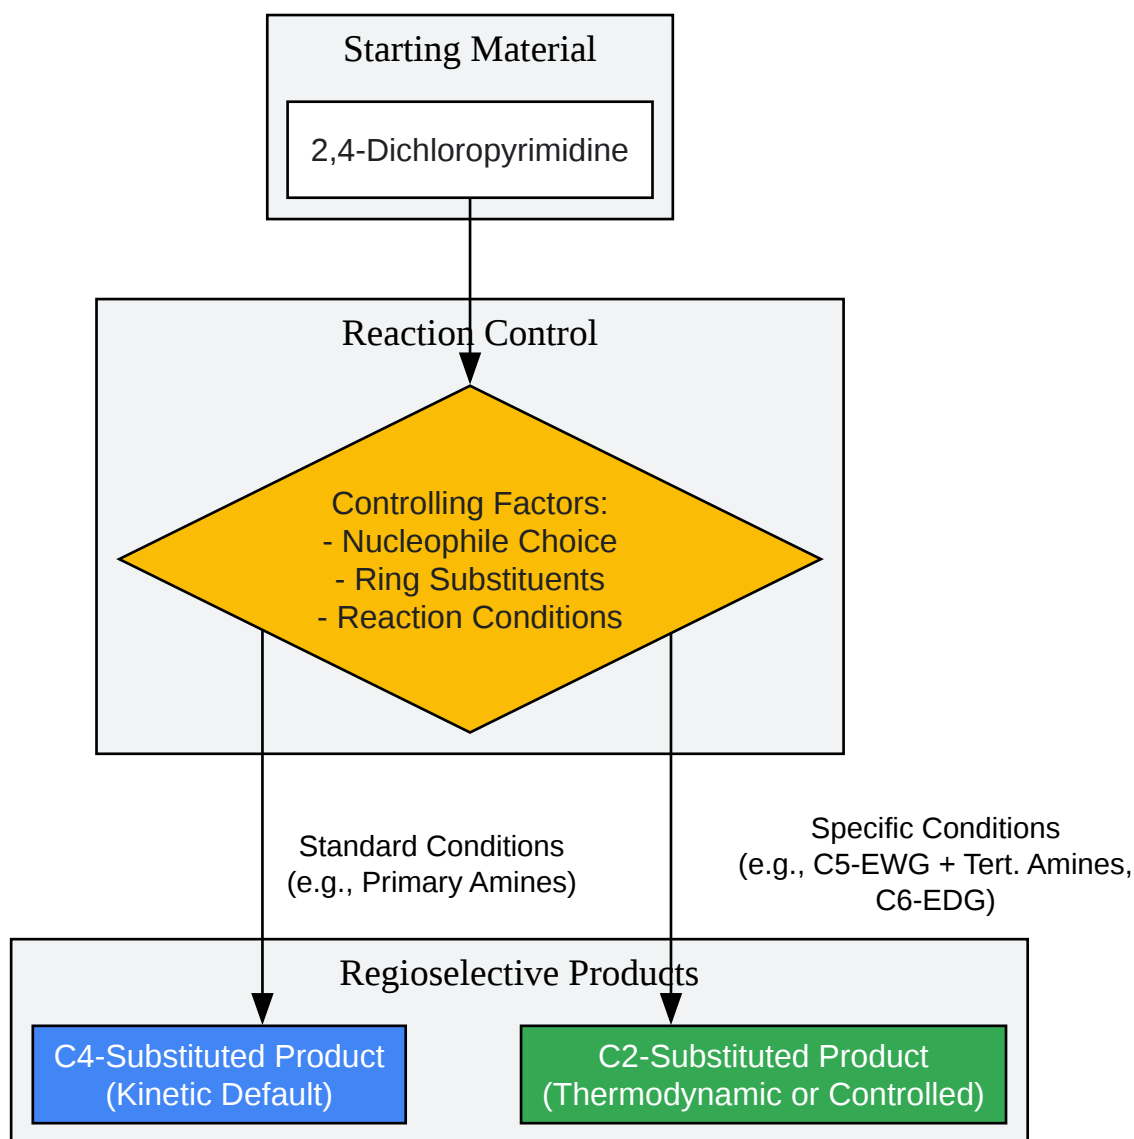 Starting Material
2,4-Dichloropyrimidine
Reaction Control
Controlling Factors:
- Nucleophile Choice
- Ring Substituents
- Reaction Conditions
Standard Conditions
(e.g., Primary Amines)
Specific Conditions
(e.g., C5-EWG + Tert. Amines,
C6-EDG)
Regioselective Products
C4-Substituted Product
(Kinetic Default)
C2-Substituted Product
(Thermodynamic or Controlled)